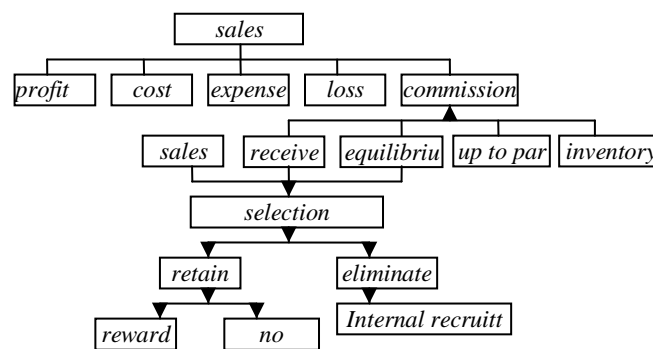 sales
profit cost expense loss commission
sales receive equilibriu up to par inventory
selection
retain eliminate
reward no Internal recruitt